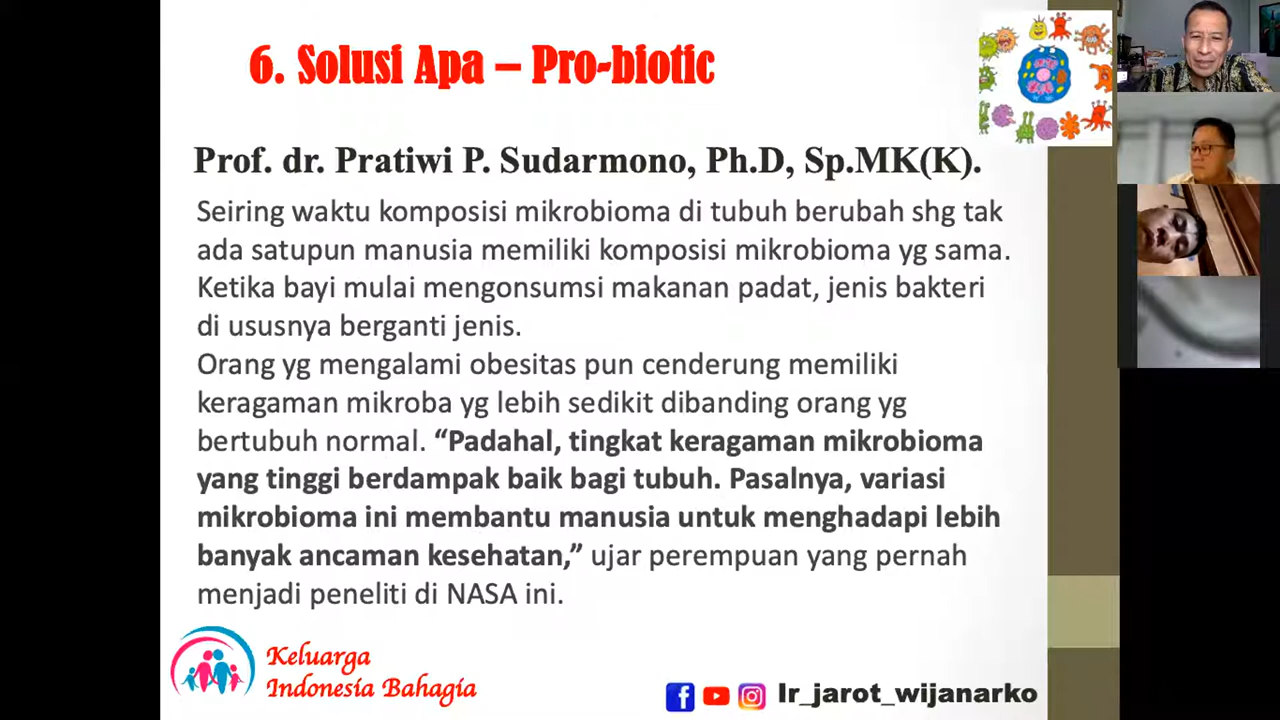 6. Solusi Apa – Pro-biotic
Prof. dr. Pratiwi P. Sudarmono, Ph.D, Sp.MK(K).
Seiring waktu komposisi mikrobioma di tubuh berubah shg tak
ada satupun manusia memiliki komposisi mikrobioma yg sama.
Ketika bayi mulai mengonsumsi makanan padat, jenis bakteri
di ususnya berganti jenis.
Orang yg mengalami obesitas pun cenderung memiliki
keragaman mikroba yg lebih sedikit dibanding orang yg
bertubuh normal. “Padahal, tingkat keragaman mikrobioma
yang tinggi berdampak baik bagi tubuh. Pasalnya, variasi
mikrobioma ini membantu manusia untuk menghadapi lebih
banyak ancaman kesehatan,” ujar perempuan yang pernah
menjadi peneliti di NASA ini.
Keluarga
Indonesia Bahagia
Ir_jarot_wijanarko